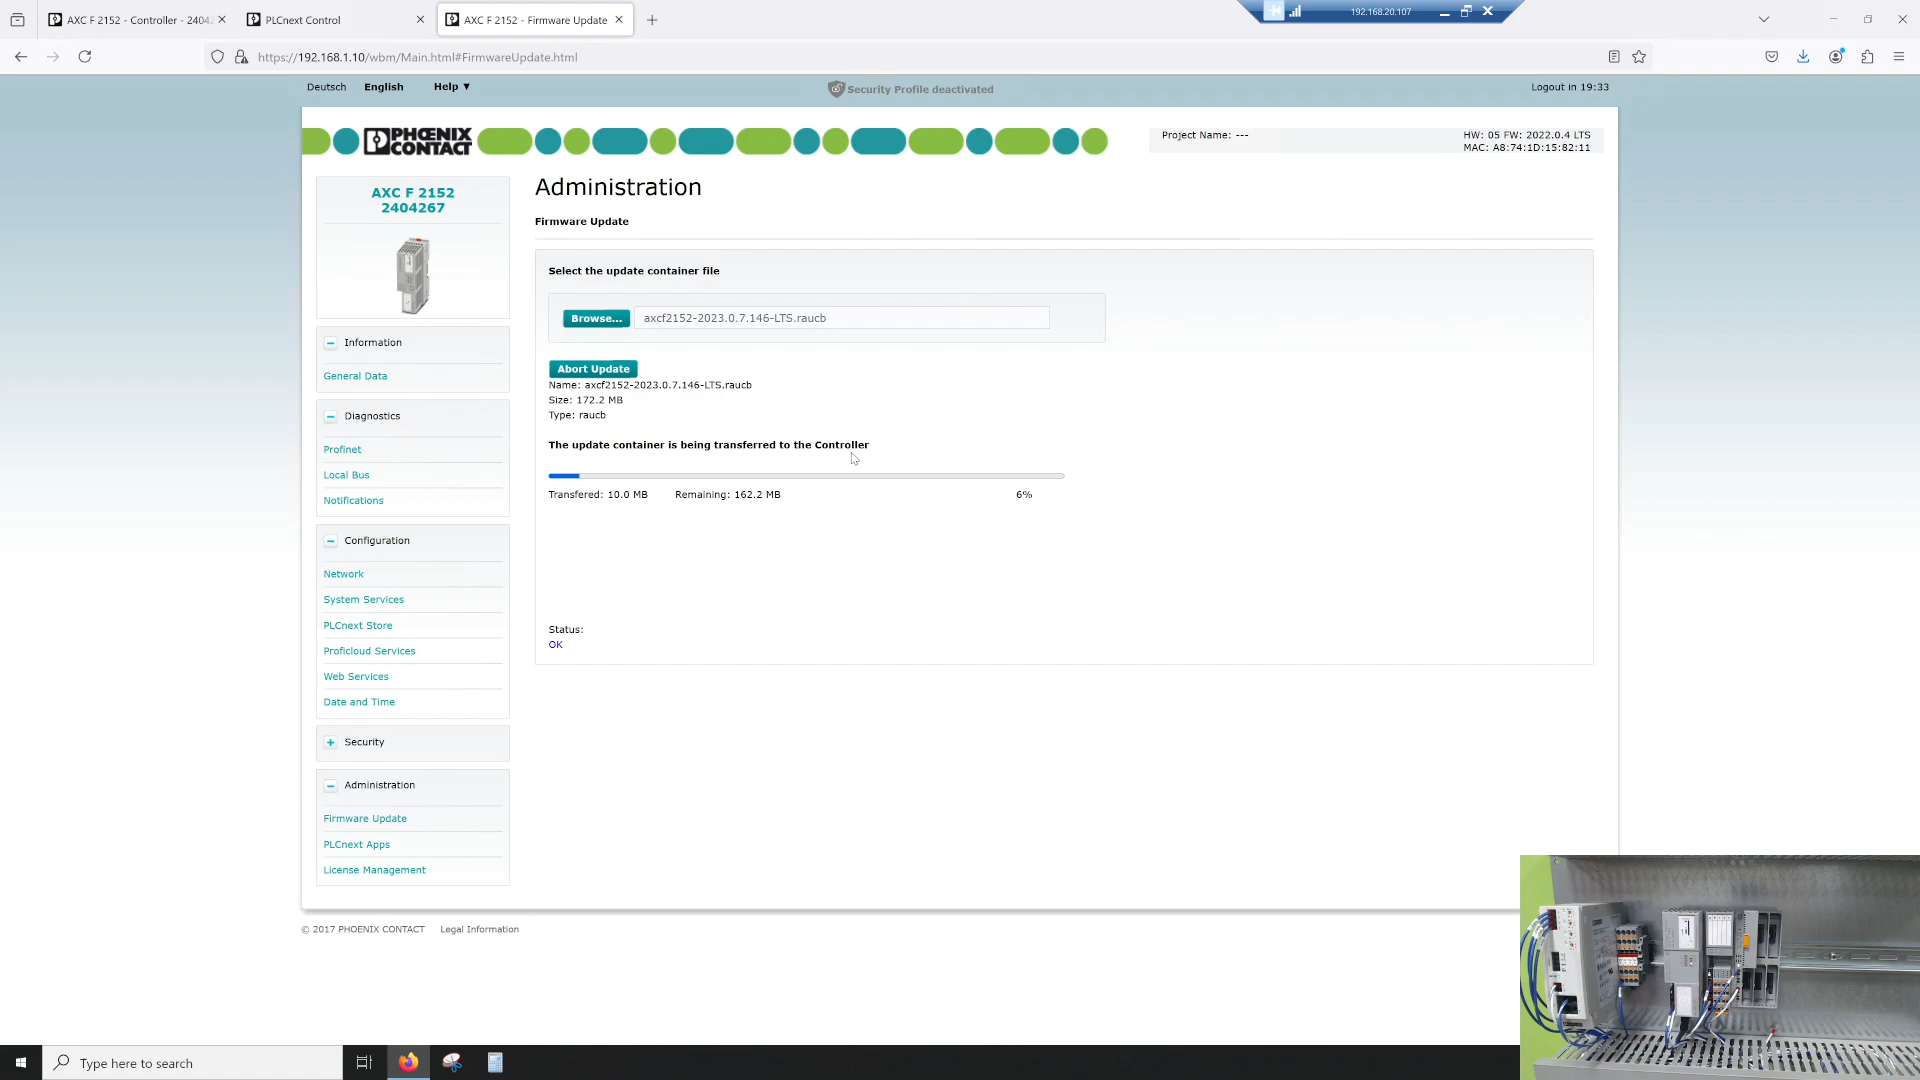 AXC F 2152 - Controller - 2404
PLCnext Control
AXC F 2152 - Firmware Update
192.168.20.107
https://192.168.1.10/wbm/Main.html#FirmwareUpdate.html
Deutsch English Help ▼
Security Profile deactivated
Logout in 19:33
PHŒNIX CONTACT
Project Name: ---
HW: 05 FW: 2022.0.4 LTS
MAC: A8:74:1D:15:82:11
AXC F 2152
2404267
Information
General Data
Diagnostics
Profinet
Local Bus
Notifications
Configuration
Network
System Services
PLCnext Store
Proficloud Services
Web Services
Date and Time
Security
Administration
Firmware Update
PLCnext Apps
License Management
Administration
Firmware Update
Select the update container file
Browse... axcf2152-2023.0.7.146-LTS.raucb
Abort Update
Name: axcf2152-2023.0.7.146-LTS.raucb
Size: 172.2 MB
Type: raucb
The update container is being transferred to the Controller
Transfered: 10.0 MB Remaining: 162.2 MB 6%
Status:
OK
© 2017 PHOENIX CONTACT Legal Information
Type here to search